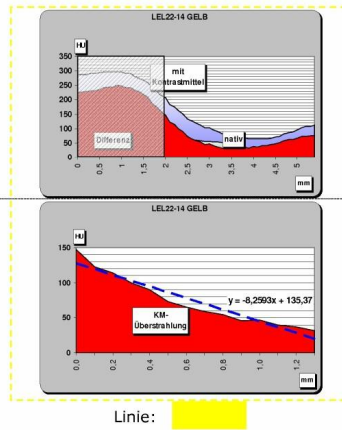 LEL22-14 GELB
HU
350
300
250
200
150
100
50
0
mit
Kontrastmittel
nativ
Differenz
0 0.5 1 1.5 2 2.5 3 3.5 4 4.5 5
mm
LEL22-14 GELB
HU
150
100
50
0
y = -8,2593x + 135,37
KM-
Überstrahlung
0.0 0.2 0.4 0.6 0.8 1.0 1.2
mm
Linie: